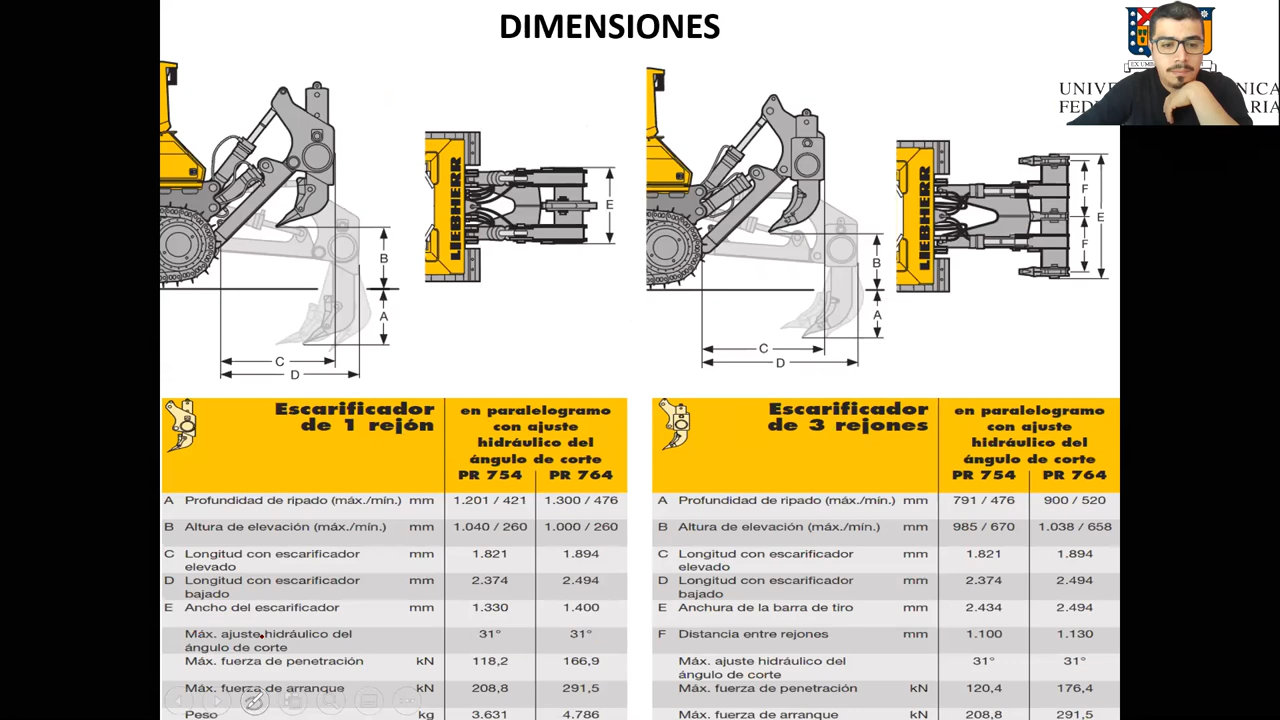 DIMENSIONES
EX UMB
UNIVE NICA
FEDE ARIA
LIEBHERR
A
B
C
D
E
LIEBHERR
A
B
C
D
E
F
F
Escarificador de 1 rejón
en paralelogramo
con ajuste
hidráulico del
ángulo de corte
PR 754 PR 764
A Profundidad de ripado (máx./mín.) mm 1.201 / 421 1.300 / 476
B Altura de elevación (máx./mín.) mm 1.040 / 260 1.000 / 260
C Longitud con escarificador elevado mm 1.821 1.894
D Longitud con escarificador bajado mm 2.374 2.494
E Ancho del escarificador mm 1.330 1.400
Máx. ajuste hidráulico del ángulo de corte 31° 31°
Máx. fuerza de penetración kN 118,2 166,9
Máx. fuerza de arranque kN 208,8 291,5
Peso kg 3.631 4.786
Escarificador de 3 rejones
en paralelogramo
con ajuste
hidráulico del
ángulo de corte
PR 754 PR 764
A Profundidad de ripado (máx./mín.) mm 791 / 476 900 / 520
B Altura de elevación (máx./mín.) mm 985 / 670 1.038 / 658
C Longitud con escarificador elevado mm 1.821 1.894
D Longitud con escarificador bajado mm 2.374 2.494
E Anchura de la barra de tiro mm 2.434 2.494
F Distancia entre rejones mm 1.100 1.130
Máx. ajuste hidráulico del ángulo de corte 31° 31°
Máx. fuerza de penetración kN 120,4 176,4
Máx. fuerza de arranque kN 208,8 291,5